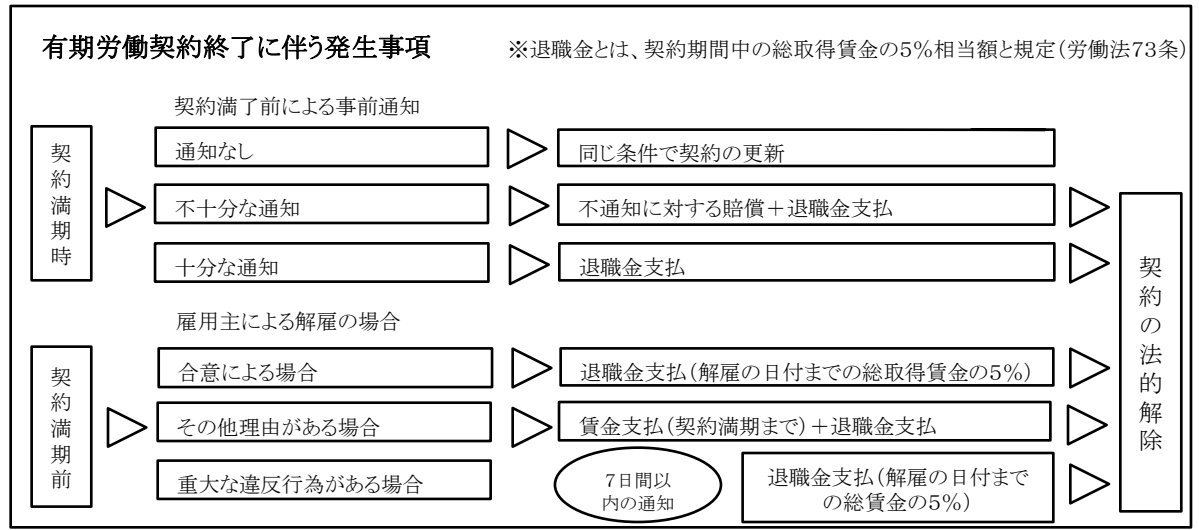 有期労働契約終了に伴う発生事項
※退職金とは、契約期間中の総取得賃金の5%相当額と規定(労働法73条)
契約満了前による事前通知
契約満期時
通知なし
同じ条件で契約の更新
不十分な通知
不通知に対する賠償+退職金支払
十分な通知
退職金支払
契約の法的解除
雇用主による解雇の場合
契約満期前
合意による場合
退職金支払(解雇の日付までの総取得賃金の5%)
その他理由がある場合
賃金支払(契約満期まで)+退職金支払
重大な違反行為がある場合
7日間以
内の通知
退職金支払(解雇の日付まで
の総賃金の5%)